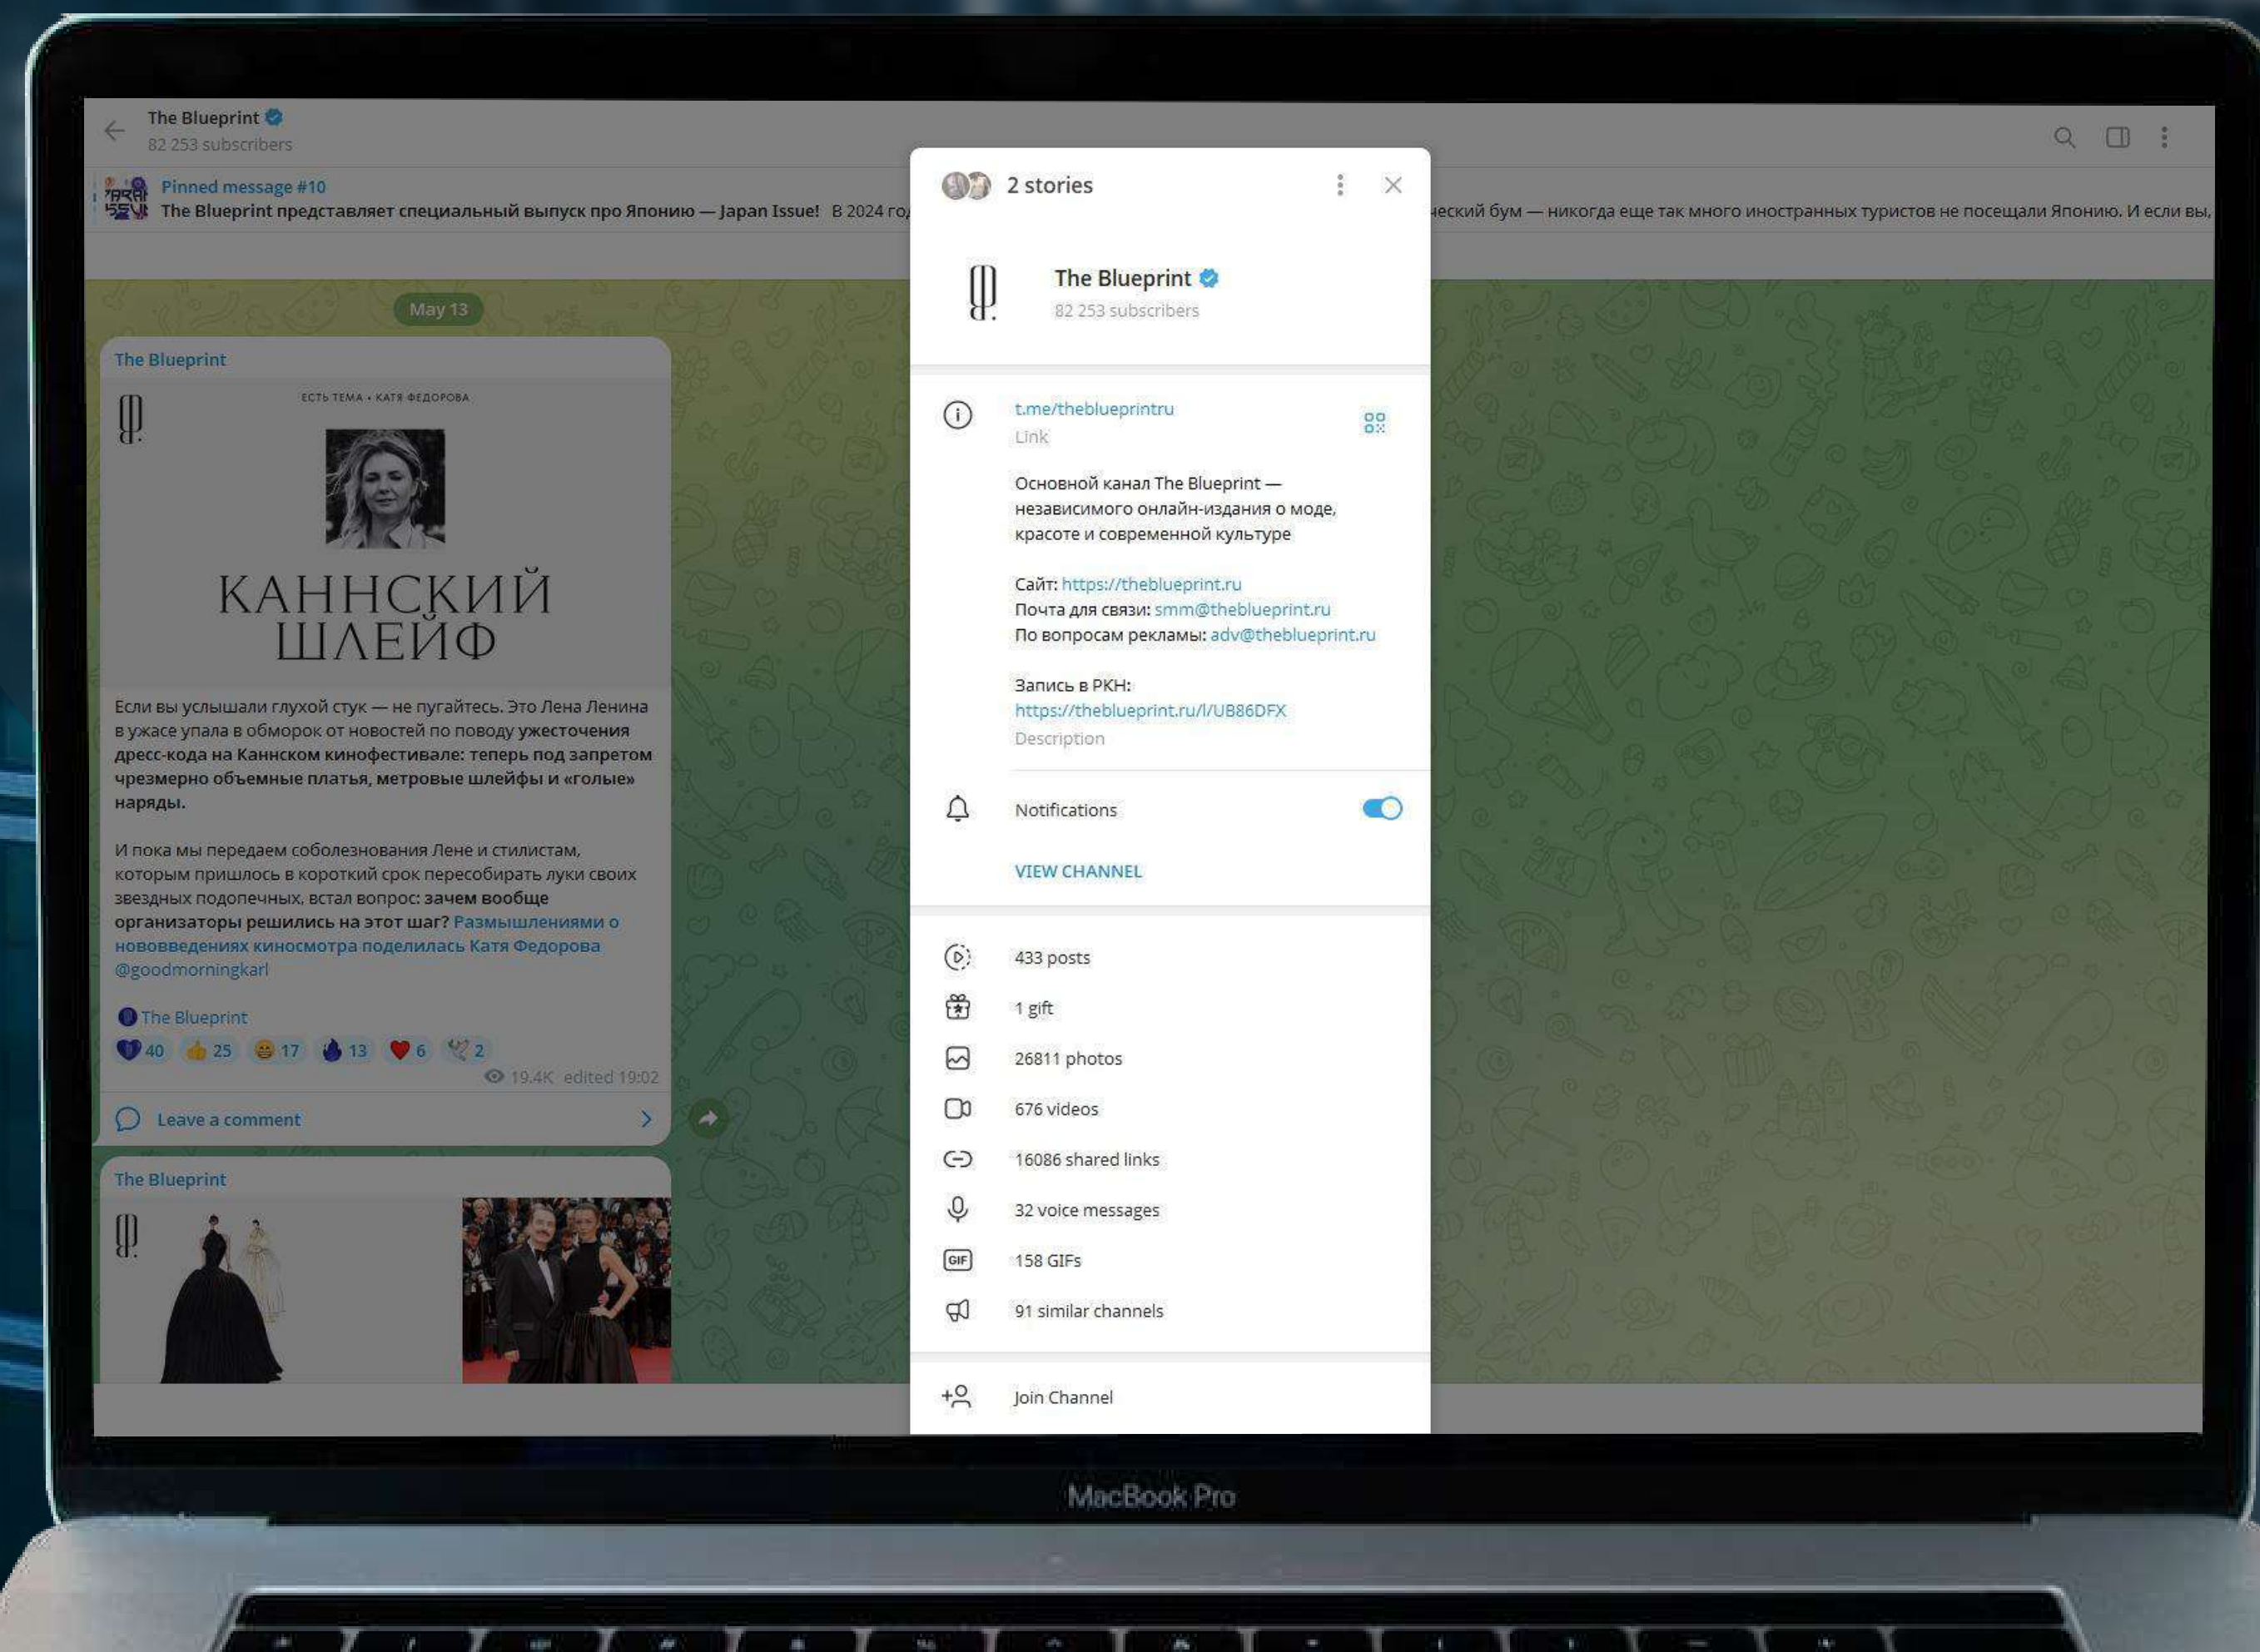 The Blueprint
82 253 subscribers
Pinned message #10
The Blueprint представляет специальный выпуск про Японию — Japan Issue! В 2024 го
ческий бум — никогда еще так много иностранных туристов не посещали Японию. И если вы,
May 13
The Blueprint
ЕСТЬ ТЕМА • КАТЯ ФЕДОРОВА
КАННСКИЙ
ШЛЕЙФ
Если вы услышали глухой стук — не пугайтесь. Это Лена Ленина
в ужасе упала в обморок от новостей по поводу ужесточения
дресс-кода на Каннском кинофестивале: теперь под запретом
чрезмерно объемные платья, метровые шлейфы и «голые»
наряды.
И пока мы передаем соболезнования Лене и стилистам,
которым пришлось в короткий срок пересобирать луки своих
звездных подопечных, встал вопрос: зачем вообще
организаторы решились на этот шаг? Размышлениями о
нововведениях киносмотра поделилась Катя Федорова
@goodmorningkarl
The Blueprint
40 25 17 13 6 2
19.4K edited 19:02
Leave a comment
The Blueprint
2 stories
The Blueprint
82 253 subscribers
t.me/theblueprintru
Link
Основной канал The Blueprint —
независимого онлайн-издания о моде,
красоте и современной культуре
Сайт: https://theblueprint.ru
Почта для связи: smm@theblueprint.ru
По вопросам рекламы: adv@theblueprint.ru
Запись в РКН:
https://theblueprint.ru/l/UB86DFX
Description
Notifications
VIEW CHANNEL
433 posts
1 gift
26811 photos
676 videos
16086 shared links
32 voice messages
GIF
158 GIFs
91 similar channels
Join Channel
MacBook Pro